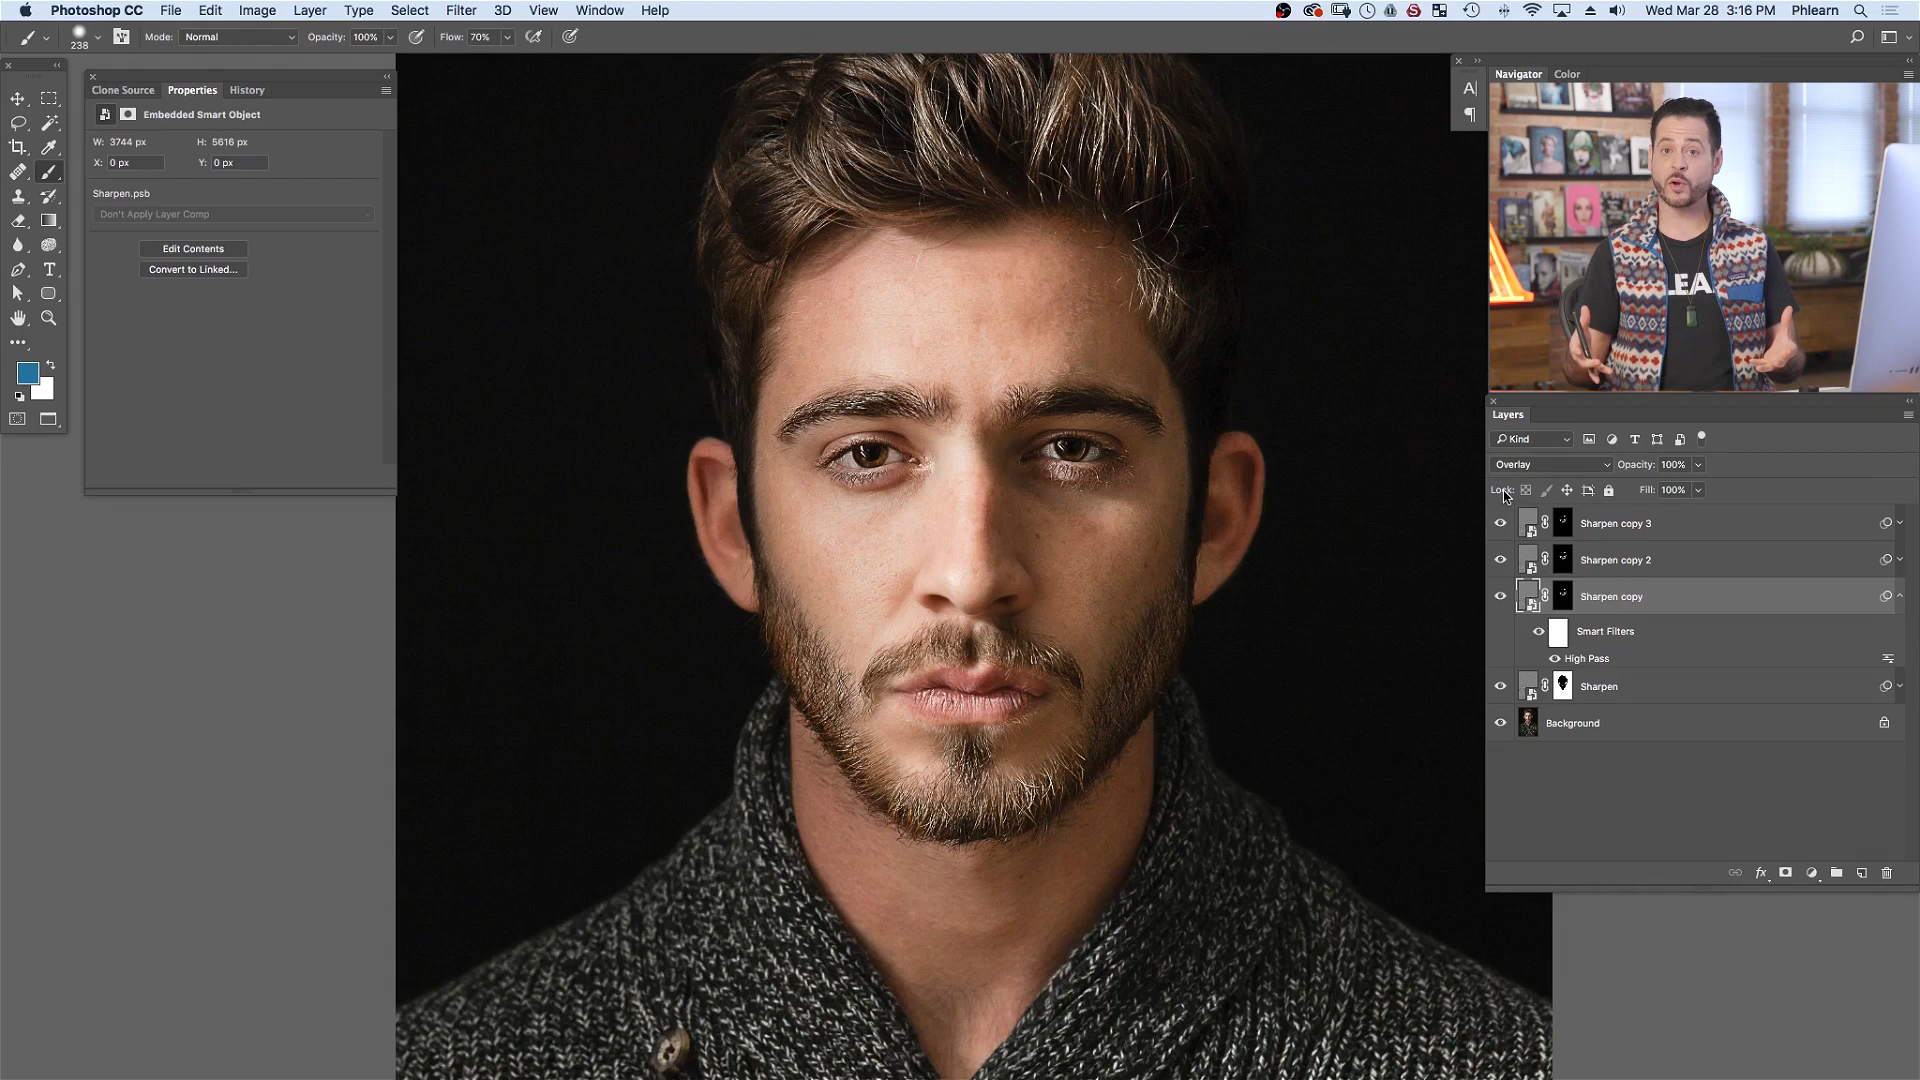 Photoshop CC File Edit Image Layer Type Select Filter 3D View Window Help Wed Mar 28 3:16 PM Phlearn
238 Mode: Normal Opacity: 100% Flow: 70%
Clone Source Properties History
Embedded Smart Object
W: 3744 px H: 5616 px
X: 0 px Y: 0 px
Sharpen.psb
Don't Apply Layer Comp
Edit Contents
Convert to Linked...
Navigator Color
LEA
Layers
Kind
Overlay Opacity: 100%
Lock: Fill: 100%
Sharpen copy 3
Sharpen copy 2
Sharpen copy
Smart Filters
High Pass
Sharpen
Background
fx